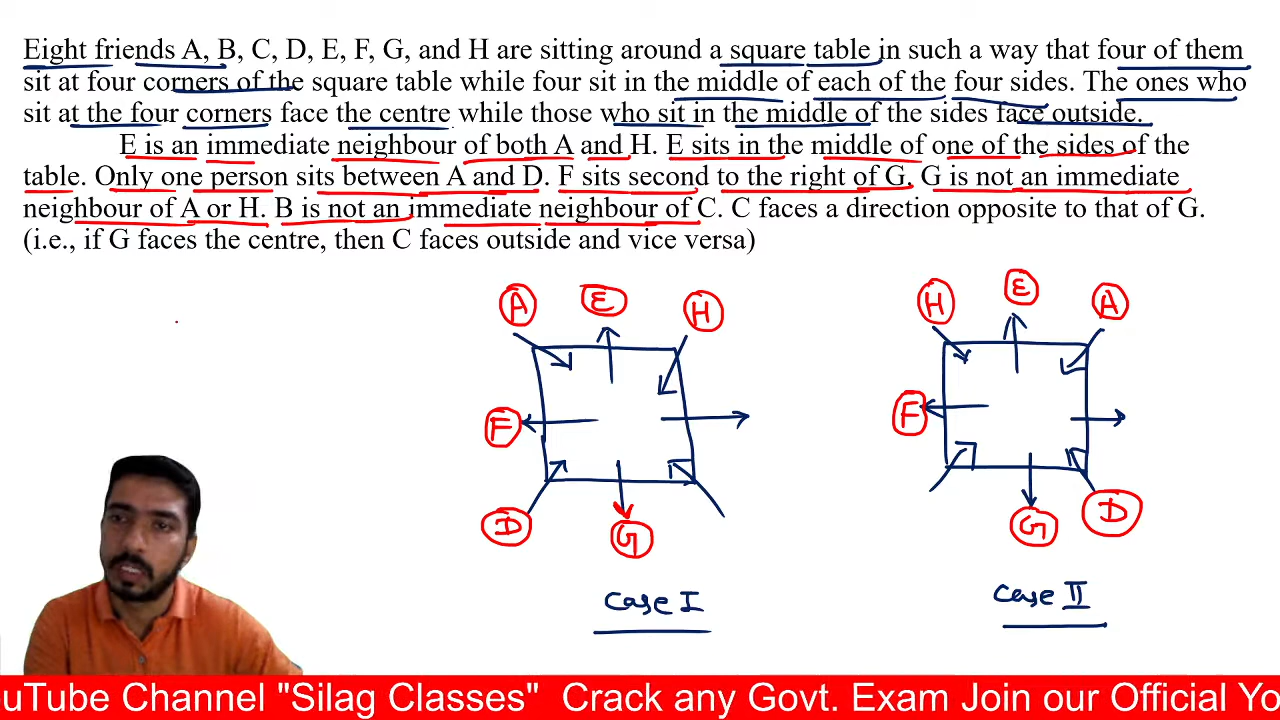 Eight friends A, B, C, D, E, F, G, and H are sitting around a square table in such a way that four of them
sit at four corners of the square table while four sit in the middle of each of the four sides. The ones who
sit at the four corners face the centre while those who sit in the middle of the sides face outside.
E is an immediate neighbour of both A and H. E sits in the middle of one of the sides of the
table. Only one person sits between A and D. F sits second to the right of G. G is not an immediate
neighbour of A or H. B is not an immediate neighbour of C. C faces a direction opposite to that of G.
(i.e., if G faces the centre, then C faces outside and vice versa)
A E H
H E A
F
F
D G
G D
Case I
Case II
ouTube Channel "Silag Classes" Crack any Govt. Exam Join our Official Yo